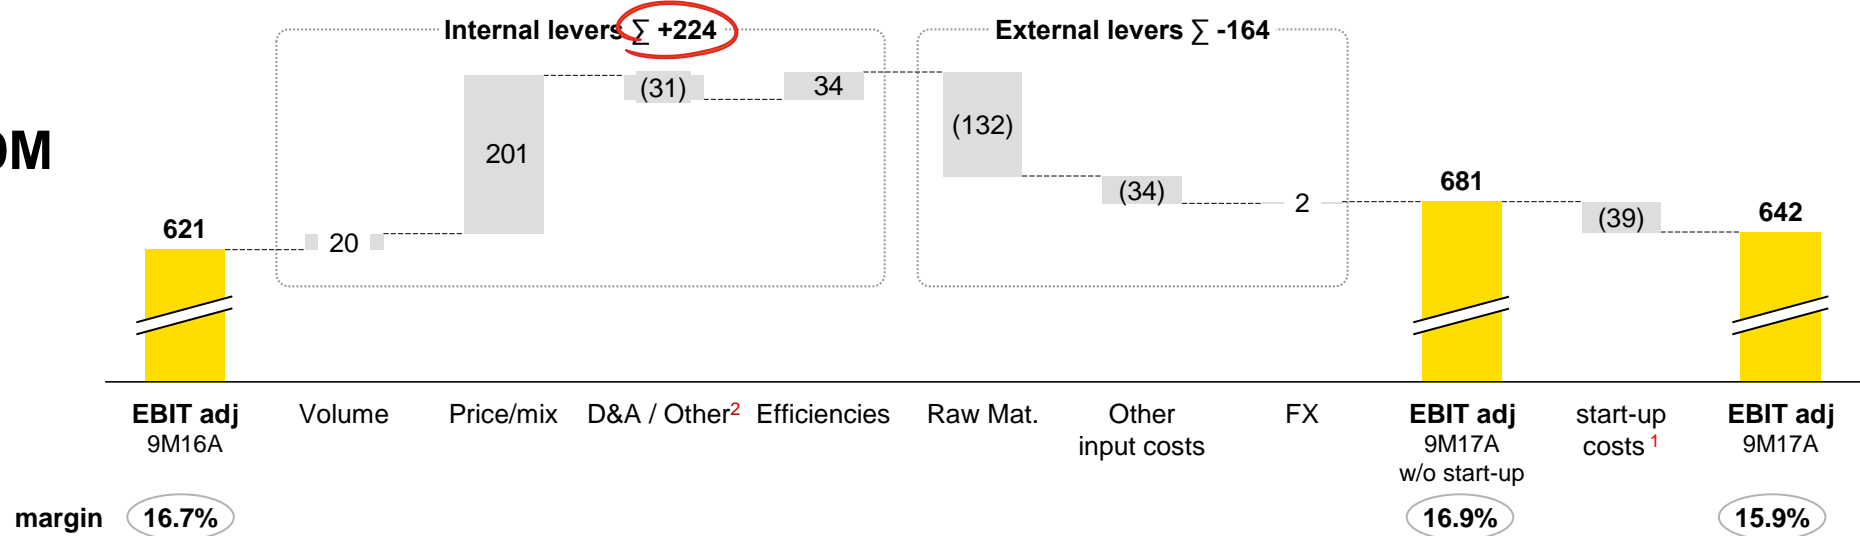 Internal levers ∑ +224
External levers ∑ -164
(31)
34
201
(132)
(34)
681
2
(39)
642
621
20
EBIT adj
9M16A
Volume
Price/mix
D&A / Other2
Efficiencies
Raw Mat.
Other
input costs
FX
EBIT adj
9M17A
w/o start-up
start-up
costs 1
EBIT adj
9M17A
margin
16.7%
16.9%
15.9%